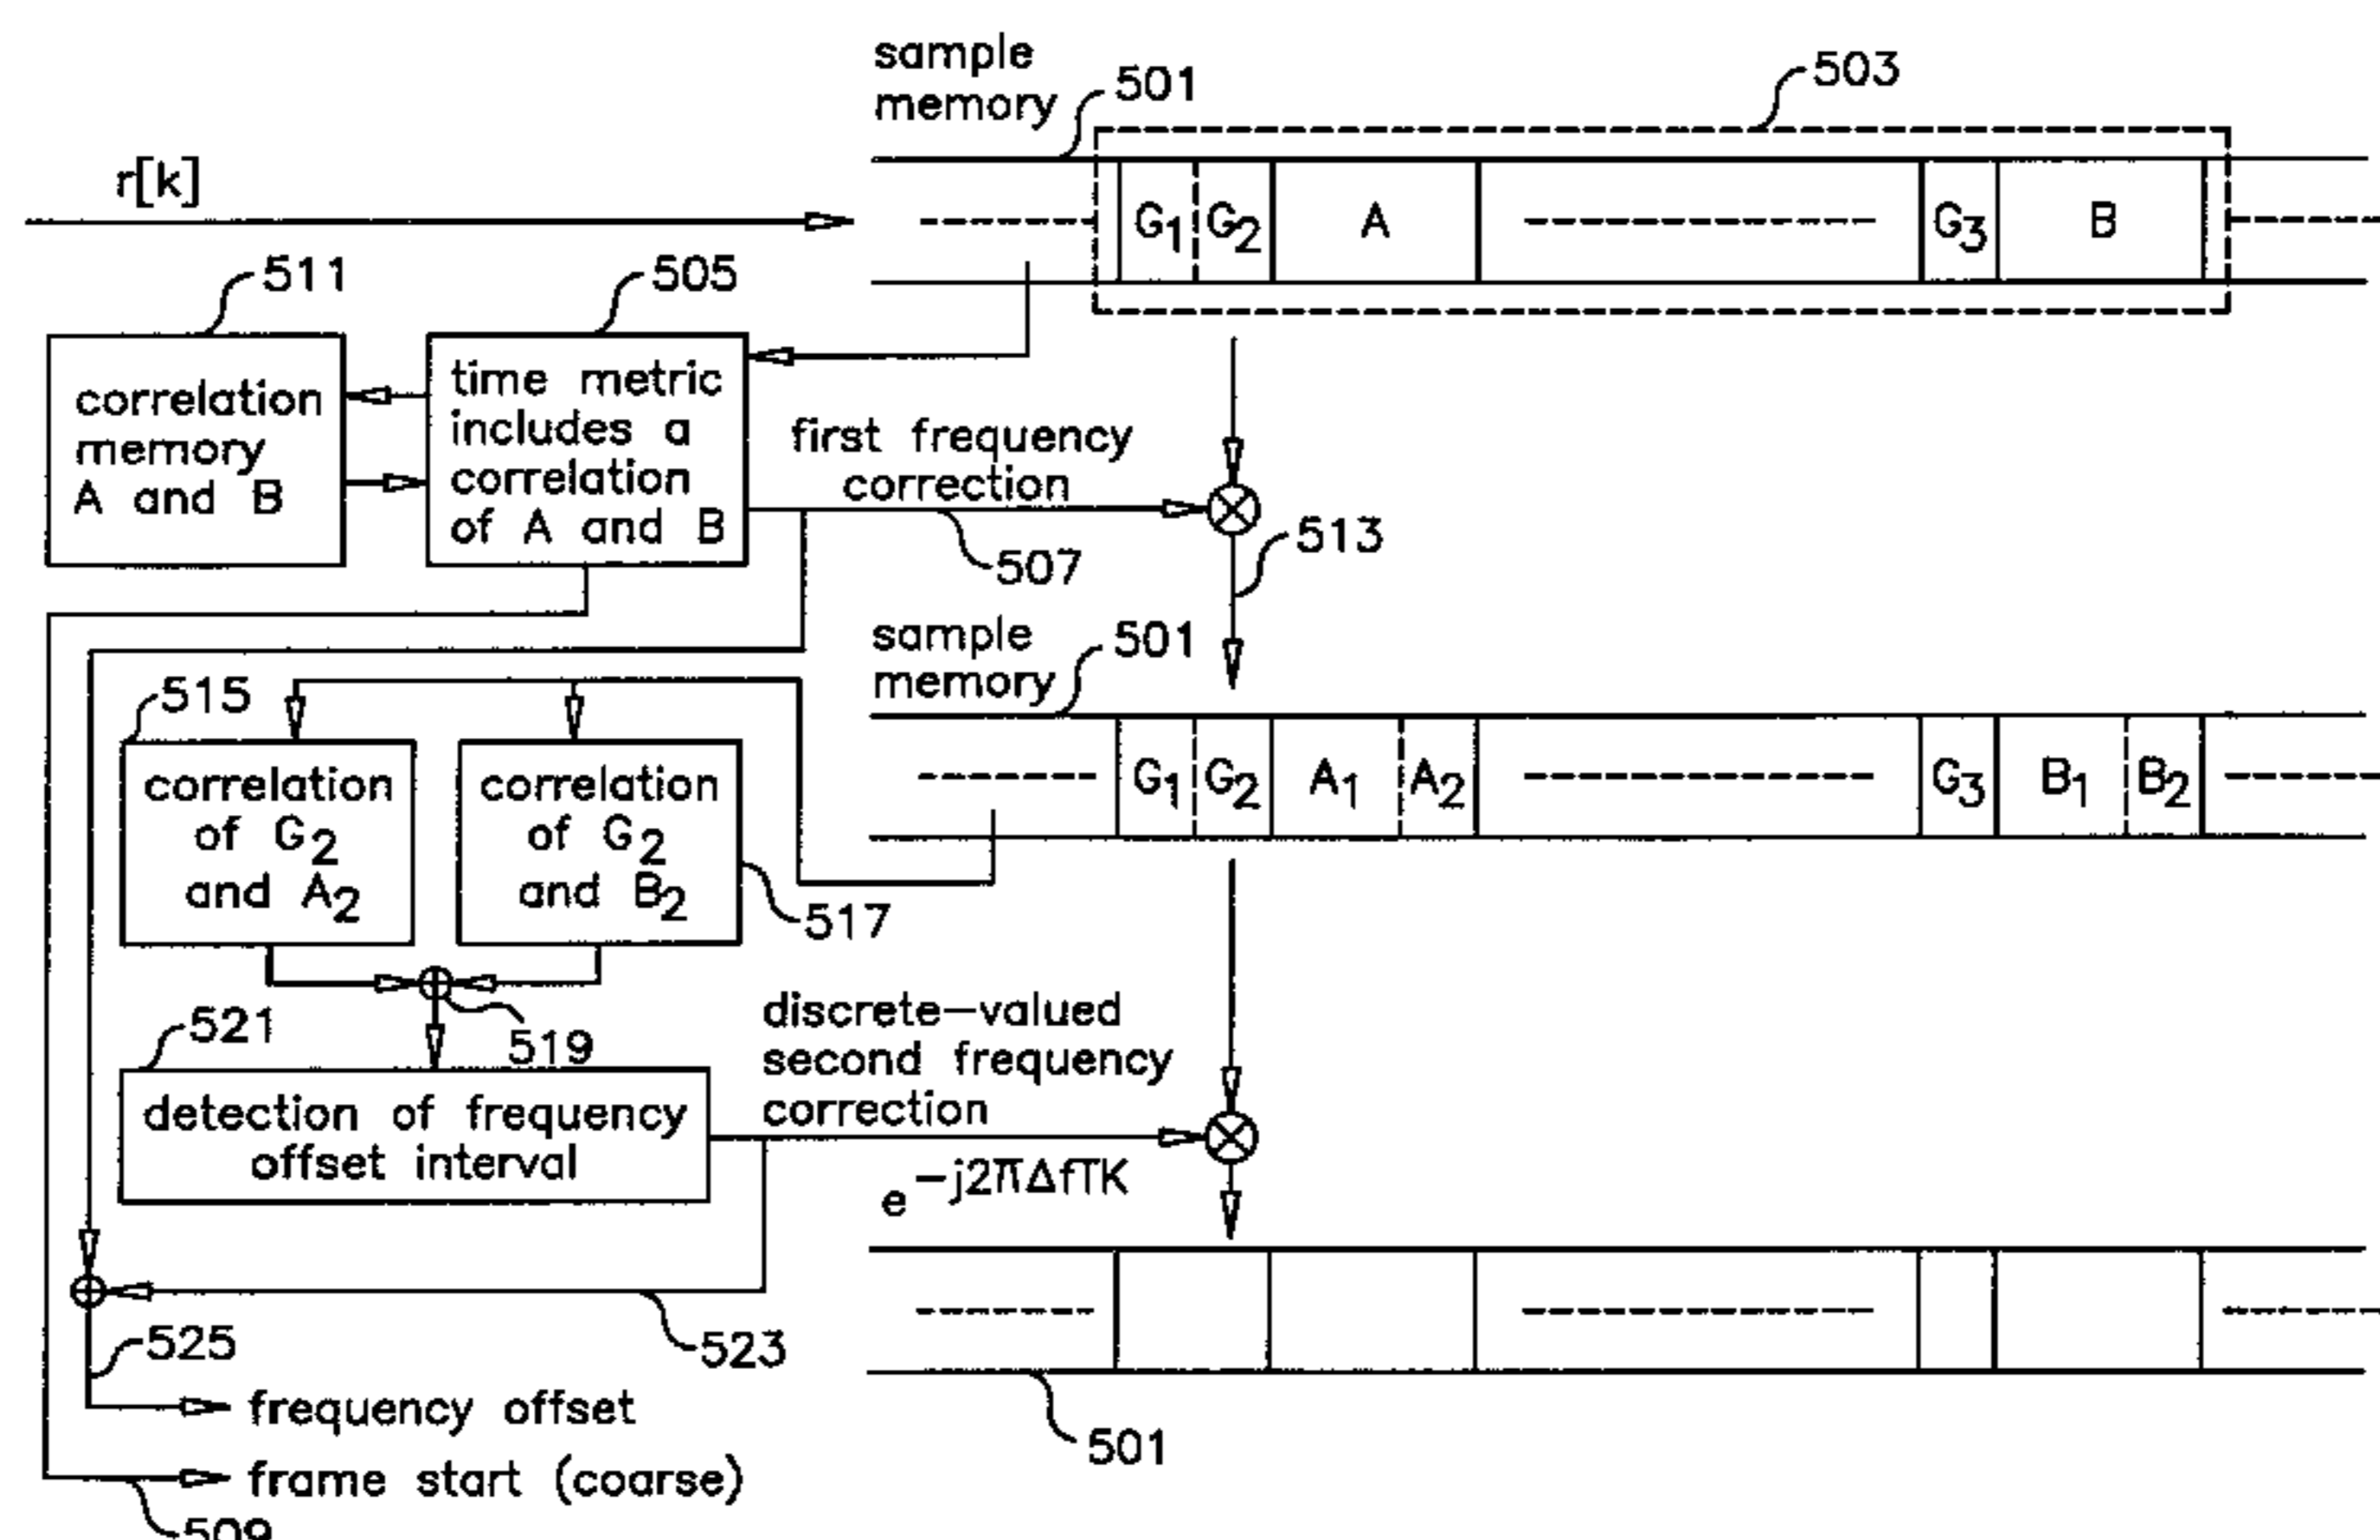 sample
memory
501
503
r[k]
G1 G2 A G3 B
511
505
correlation
memory
A and B
time metric
includes a
correlation
of A and B
first frequency
correction
507
513
sample
memory
501
515
G1 G2 A1 A2 G3 B1 B2
correlation
of G2
and A2
correlation
of G2
and B2
517
519
521
detection of frequency
offset interval
discrete-valued
second frequency
correction
e^-j2πΔfTK
523
525
frequency offset
501
frame start (coarse)
509